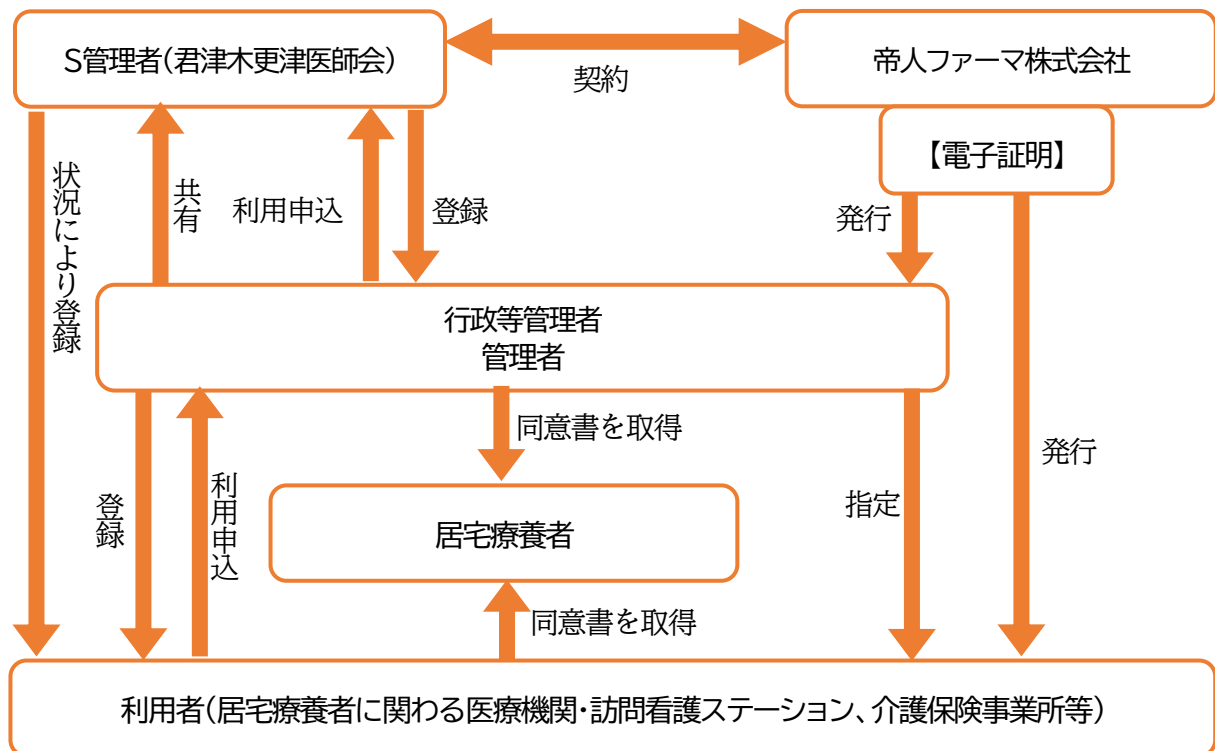 S管理者(君津木更津医師会)
契約
帝人ファーマ株式会社
【電子証明】
状況により登録
共有
利用申込
登録
発行
行政等管理者
管理者
同意書を取得
発行
登録
利用申込
指定
居宅療養者
同意書を取得
利用者(居宅療養者に関わる医療機関・訪問看護ステーション、介護保険事業所等)